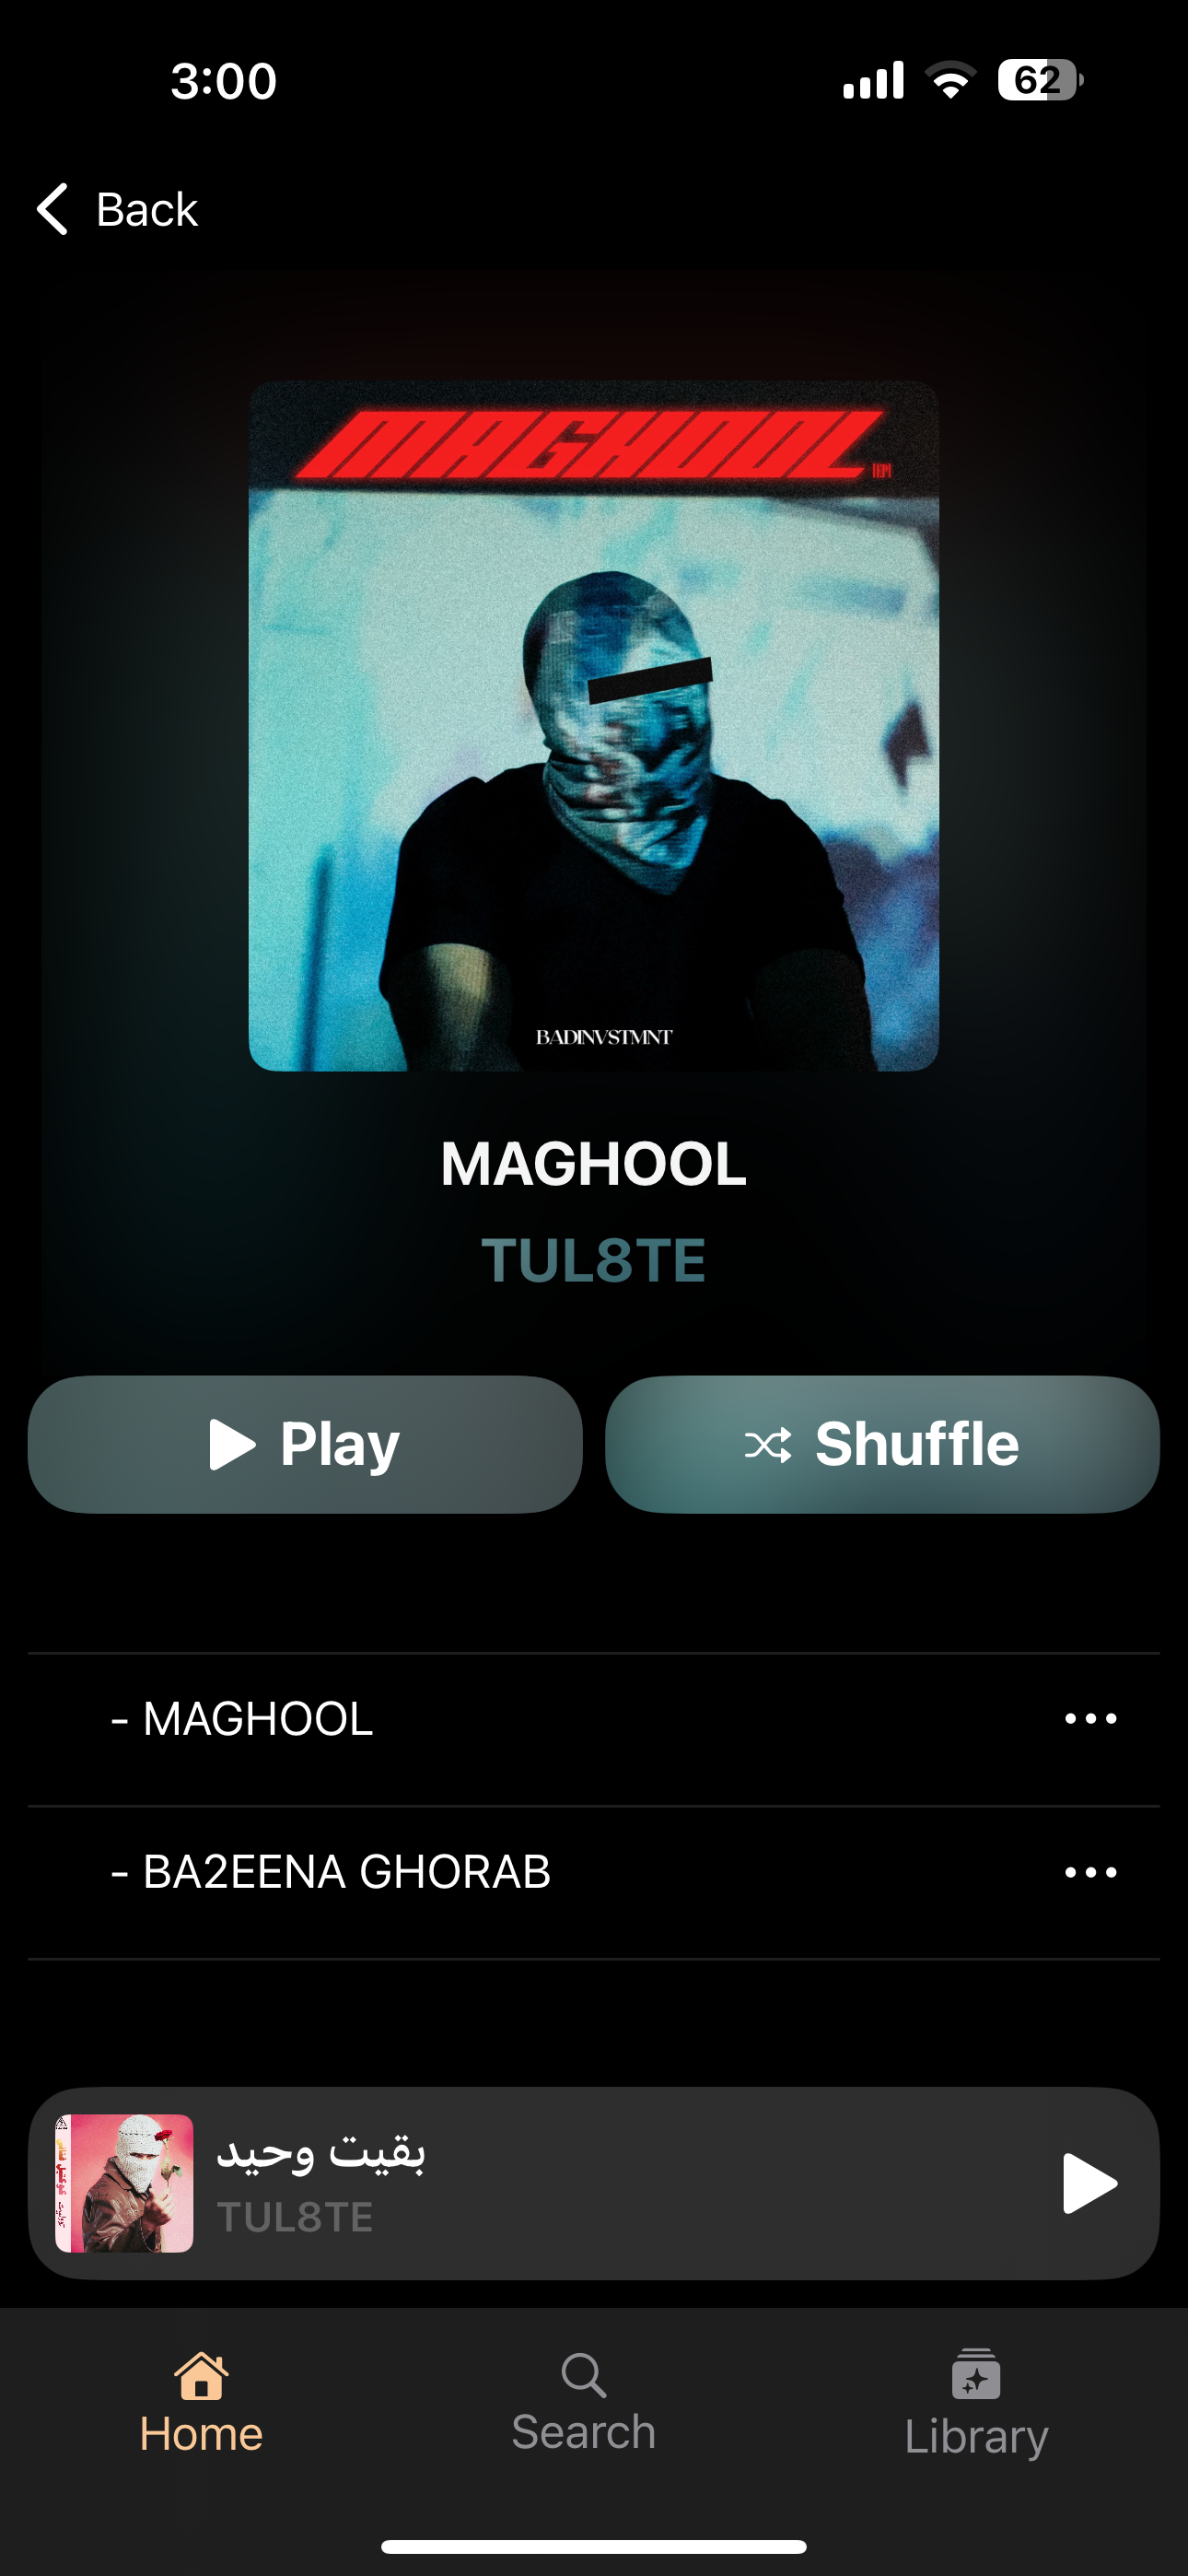 3:00
62
Back
MAGHOOL
[EP]
BADINVSTMNT
MAGHOOL
TUL8TE
Play
Shuffle
- MAGHOOL
- BA2EENA GHORAB
بقيت وحيد
TUL8TE
Home
Search
Library